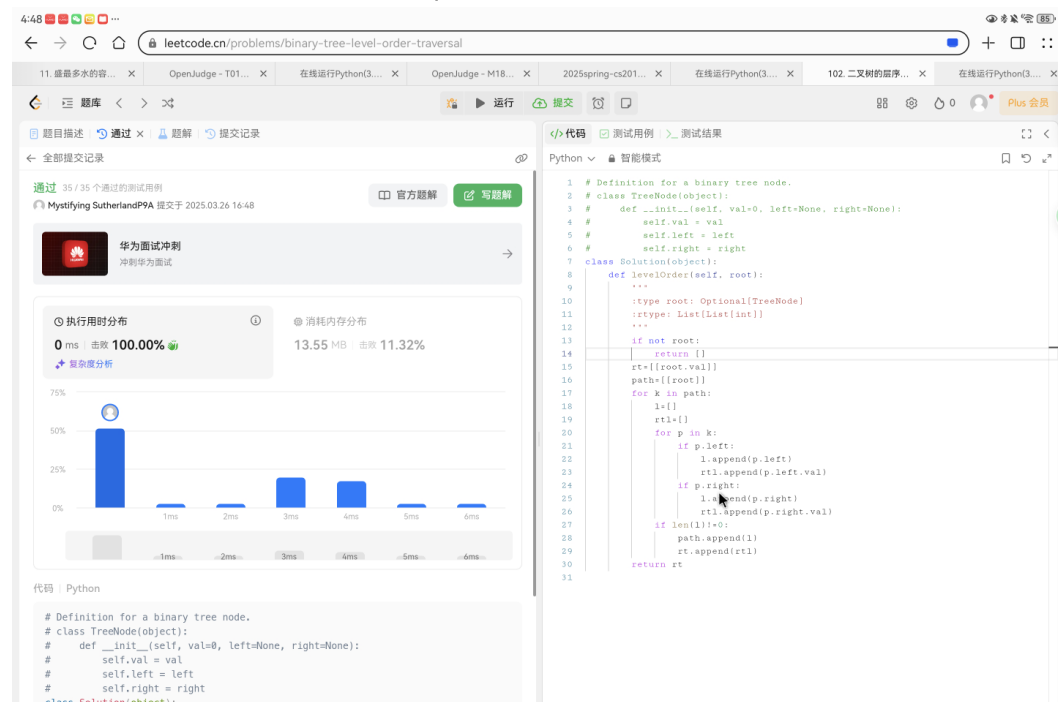 4:48 ... 85
leetcode.cn/problems/binary-tree-level-order-traversal
11. 盛最多水的容... × OpenJudge - T01... × 在线运行Python(3.... × OpenJudge - M18... × 2025spring-cs201... × 在线运行Python(3.... × 102. 二叉树的层序... × 在线运行Python(3.... ×
题库 运行 提交 0 Plus 会员
题目描述 通过 × 题解 提交记录
全部提交记录
通过 35 / 35 个通过的测试用例
Mystifying SutherlandP9A 提交于 2025.03.26 16:48
官方题解 写题解
华为面试冲刺
冲刺华为面试
执行用时分布
0 ms 击败 100.00%
复杂度分析
消耗内存分布
13.55 MB 击败 11.32%
75%
50%
25%
0%
1ms 2ms 3ms 4ms 5ms 6ms
1ms 2ms 3ms 4ms 5ms 6ms
代码 Python
# Definition for a binary tree node.
# class TreeNode(object):
#     def __init__(self, val=0, left=None, right=None):
#         self.val = val
#         self.left = left
#         self.right = right
class Solution(object):
</> 代码 测试用例 >_ 测试结果
Python 智能模式
1 # Definition for a binary tree node.
2 # class TreeNode(object):
3 #     def __init__(self, val=0, left=None, right=None):
4 #         self.val = val
5 #         self.left = left
6 #         self.right = right
7 class Solution(object):
8     def levelOrder(self, root):
9         """
10         :type root: Optional[TreeNode]
11         :rtype: List[List[int]]
12         """
13         if not root:
14             return []
15         rt=[[root.val]]
16         path=[[root]]
17         for k in path:
18             l=[]
19             rtl=[]
20             for p in k:
21                 if p.left:
22                     l.append(p.left)
23                     rtl.append(p.left.val)
24                 if p.right:
25                     l.append(p.right)
26                     rtl.append(p.right.val)
27             if len(l)!=0:
28                 path.append(l)
29                 rt.append(rtl)
30         return rt
31